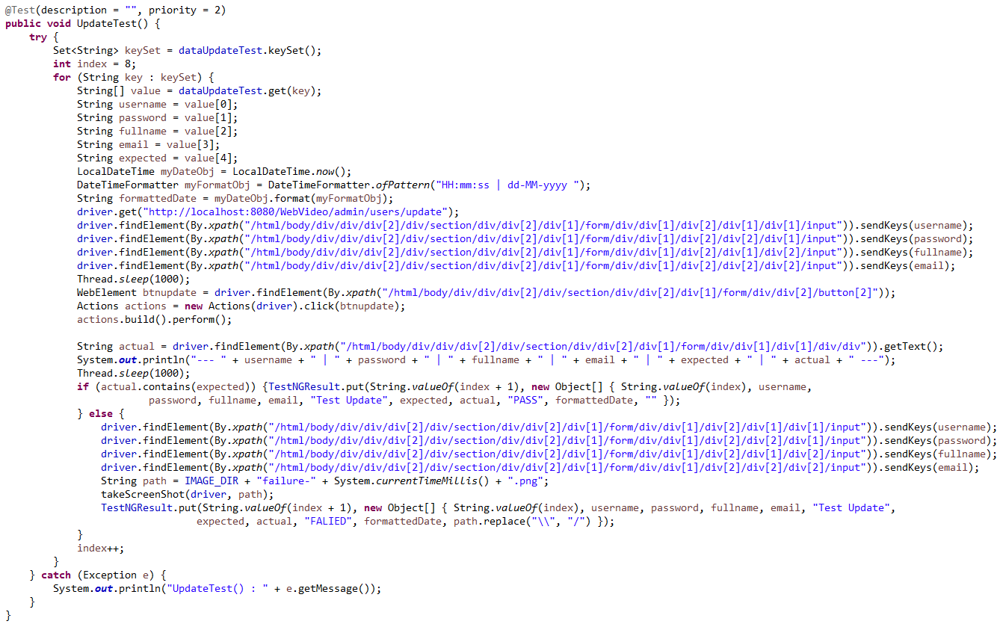 @Test(description = "", priority = 2)
public void UpdateTest() {
    try {
        Set<String> keySet = dataUpdateTest.keySet();
        int index = 8;
        for (String key : keySet) {
            String[] value = dataUpdateTest.get(key);
            String username = value[0];
            String password = value[1];
            String fullname = value[2];
            String email = value[3];
            String expected = value[4];
            LocalDateTime myDateObj = LocalDateTime.now();
            DateTimeFormatter myFormatObj = DateTimeFormatter.ofPattern("HH:mm:ss | dd-MM-yyyy ");
            String formattedDate = myDateObj.format(myFormatObj);
            driver.get("http://localhost:8080/WebVideo/admin/users/update");
            driver.findElement(By.xpath("/html/body/div/div/div[2]/div/section/div/div[2]/div[1]/form/div/div[1]/div[2]/div[1]/div[1]/input")).sendKeys(username);
            driver.findElement(By.xpath("/html/body/div/div/div[2]/div/section/div/div[2]/div[1]/form/div/div[1]/div[2]/div[2]/div[1]/input")).sendKeys(password);
            driver.findElement(By.xpath("/html/body/div/div/div[2]/div/section/div/div[2]/div[1]/form/div/div[1]/div[2]/div[1]/div[2]/input")).sendKeys(fullname);
            driver.findElement(By.xpath("/html/body/div/div/div[2]/div/section/div/div[2]/div[1]/form/div/div[1]/div[2]/div[2]/div[2]/input")).sendKeys(email);
            Thread.sleep(1000);
            WebElement btnupdate = driver.findElement(By.xpath("/html/body/div/div/div[2]/div/section/div/div[2]/div[1]/form/div/div[2]/button[2]"));
            Actions actions = new Actions(driver).click(btnupdate);
            actions.build().perform();

            String actual = driver.findElement(By.xpath("/html/body/div/div/div[2]/div/section/div/div[2]/div[1]/form/div/div[1]/div[1]/div/div")).getText();
            System.out.println("--- " + username + " | " + password + " | " + fullname + " | " + email + " | " + expected + " | " + actual + " ---");
            Thread.sleep(1000);
            if (actual.contains(expected)) {TestNGResult.put(String.valueOf(index + 1), new Object[] { String.valueOf(index), username,
                        password, fullname, email, "Test Update", expected, actual, "PASS", formattedDate, "" });
            } else {
                driver.findElement(By.xpath("/html/body/div/div/div[2]/div/section/div/div[2]/div[1]/form/div/div[1]/div[2]/div[1]/div[1]/input")).sendKeys(username);
                driver.findElement(By.xpath("/html/body/div/div/div[2]/div/section/div/div[2]/div[1]/form/div/div[1]/div[2]/div[2]/div[1]/input")).sendKeys(password);
                driver.findElement(By.xpath("/html/body/div/div/div[2]/div/section/div/div[2]/div[1]/form/div/div[1]/div[2]/div[1]/div[2]/input")).sendKeys(fullname);
                driver.findElement(By.xpath("/html/body/div/div/div[2]/div/section/div/div[2]/div[1]/form/div/div[1]/div[2]/div[2]/div[2]/input")).sendKeys(email);
                String path = IMAGE_DIR + "failure-" + System.currentTimeMillis() + ".png";
                takeScreenShot(driver, path);
                TestNGResult.put(String.valueOf(index + 1), new Object[] { String.valueOf(index), username, password, fullname, email, "Test Update",
                                expected, actual, "FALIED", formattedDate, path.replace("\\", "/") });
            }
            index++;
        }
    } catch (Exception e) {
        System.out.println("UpdateTest() : " + e.getMessage());
    }
}